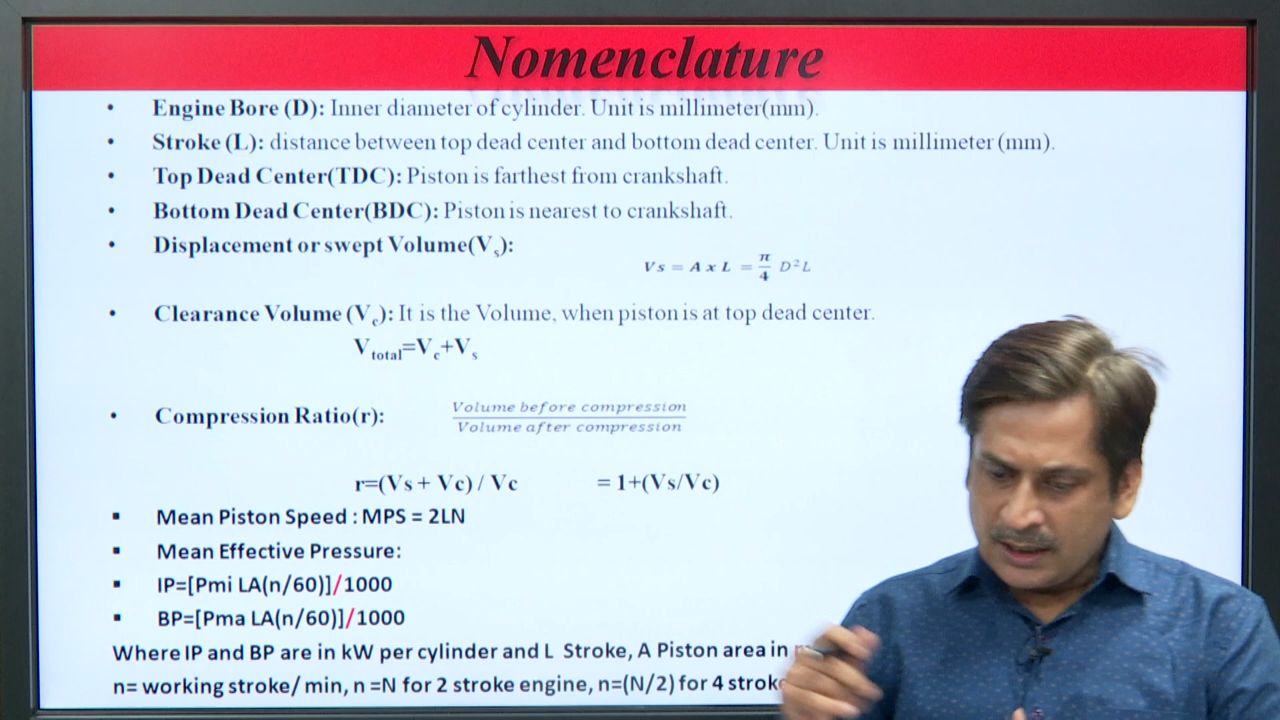 Nomenclature
• Engine Bore (D): Inner diameter of cylinder. Unit is millimeter(mm).
• Stroke (L): distance between top dead center and bottom dead center. Unit is millimeter (mm).
• Top Dead Center(TDC): Piston is farthest from crankshaft.
• Bottom Dead Center(BDC): Piston is nearest to crankshaft.
• Displacement or swept Volume(Vₛ):
Vs = A x L = π/4 D²L
• Clearance Volume (V꜀): It is the Volume, when piston is at top dead center.
Vtotal=Vc+Vs
• Compression Ratio(r): Volume before compression
Volume after compression
r=(Vs + Vc) / Vc = 1+(Vs/Vc)
▪ Mean Piston Speed : MPS = 2LN
▪ Mean Effective Pressure:
▪ IP=[Pmi LA(n/60)]/1000
▪ BP=[Pma LA(n/60)]/1000
Where IP and BP are in kW per cylinder and L Stroke, A Piston area in
n= working stroke/ min, n =N for 2 stroke engine, n=(N/2) for 4 stroke